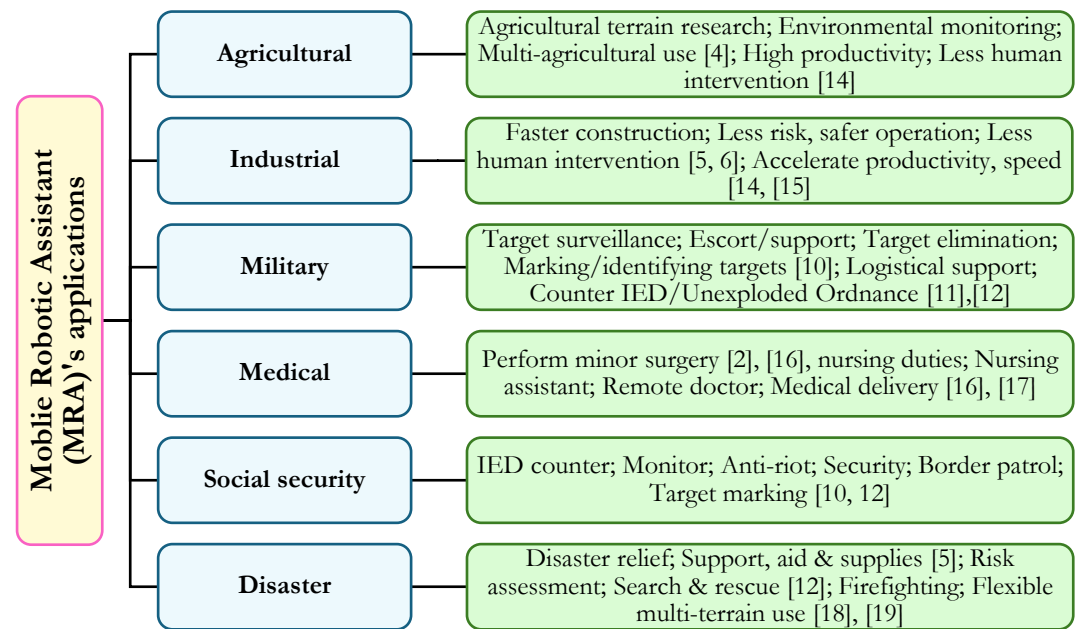 Moblie Robotic Assistant
(MRA)'s applications
Agricultural
Agricultural terrain research; Environmental monitoring;
Multi-agricultural use [4]; High productivity; Less human
intervention [14]
Industrial
Faster construction; Less risk, safer operation; Less
human intervention [5, 6]; Accelerate productivity, speed
[14, [15]
Military
Target surveillance; Escort/support; Target elimination;
Marking/identifying targets [10]; Logistical support;
Counter IED/Unexploded Ordnance [11],[12]
Medical
Perform minor surgery [2], [16], nursing duties; Nursing
assistant; Remote doctor; Medical delivery [16], [17]
Social security
IED counter; Monitor; Anti-riot; Security; Border patrol;
Target marking [10, 12]
Disaster
Disaster relief; Support, aid & supplies [5]; Risk
assessment; Search & rescue [12]; Firefighting; Flexible
multi-terrain use [18], [19]